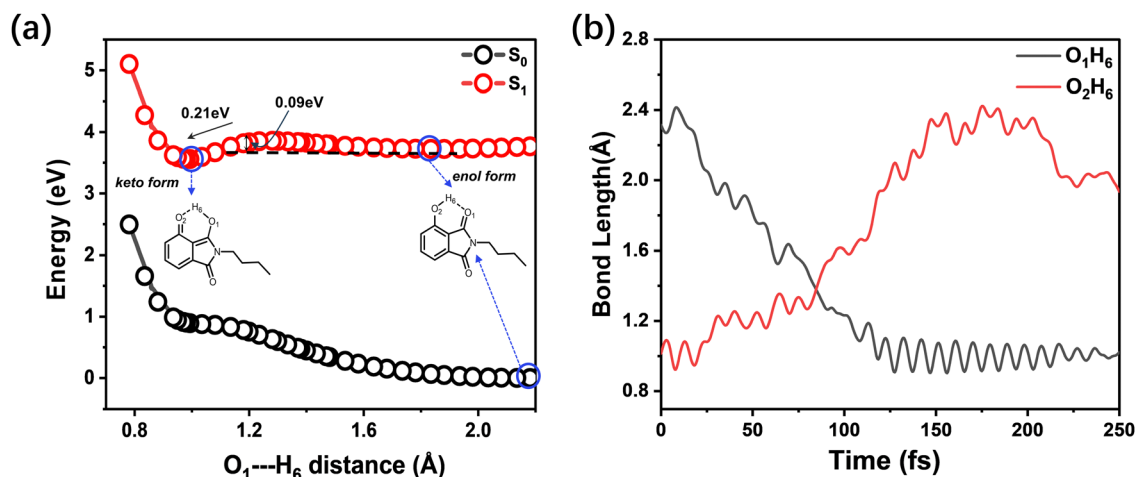 (a)
S0
S1
0.21eV
0.09eV
keto form
enol form
H6
O2
O1
N
O
H6
O2
O1
N
O
Energy (eV)
5
4
3
2
1
0
0.8
1.2
1.6
2.0
O1---H6 distance (Å)
(b)
O1H6
O2H6
Bond Length(Å)
2.8
2.4
2.0
1.6
1.2
0.8
0
50
100
150
200
250
Time (fs)